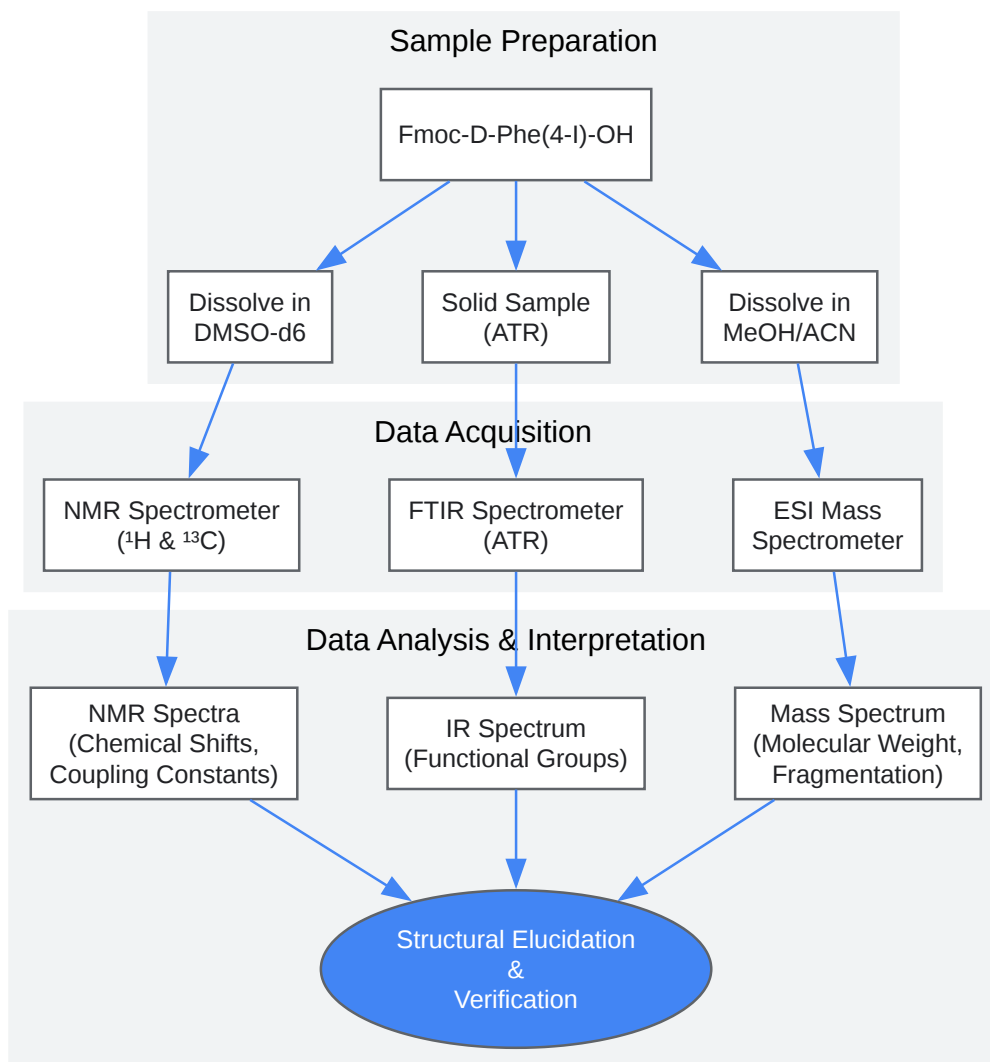 Sample Preparation
Fmoc-D-Phe(4-I)-OH
Dissolve in
DMSO-d6
Solid Sample
(ATR)
Dissolve in
MeOH/ACN
Data Acquisition
NMR Spectrometer
(¹H & ¹³C)
FTIR Spectrometer
(ATR)
ESI Mass
Spectrometer
Data Analysis & Interpretation
NMR Spectra
(Chemical Shifts,
Coupling Constants)
IR Spectrum
(Functional Groups)
Mass Spectrum
(Molecular Weight,
Fragmentation)
Structural Elucidation
&
Verification